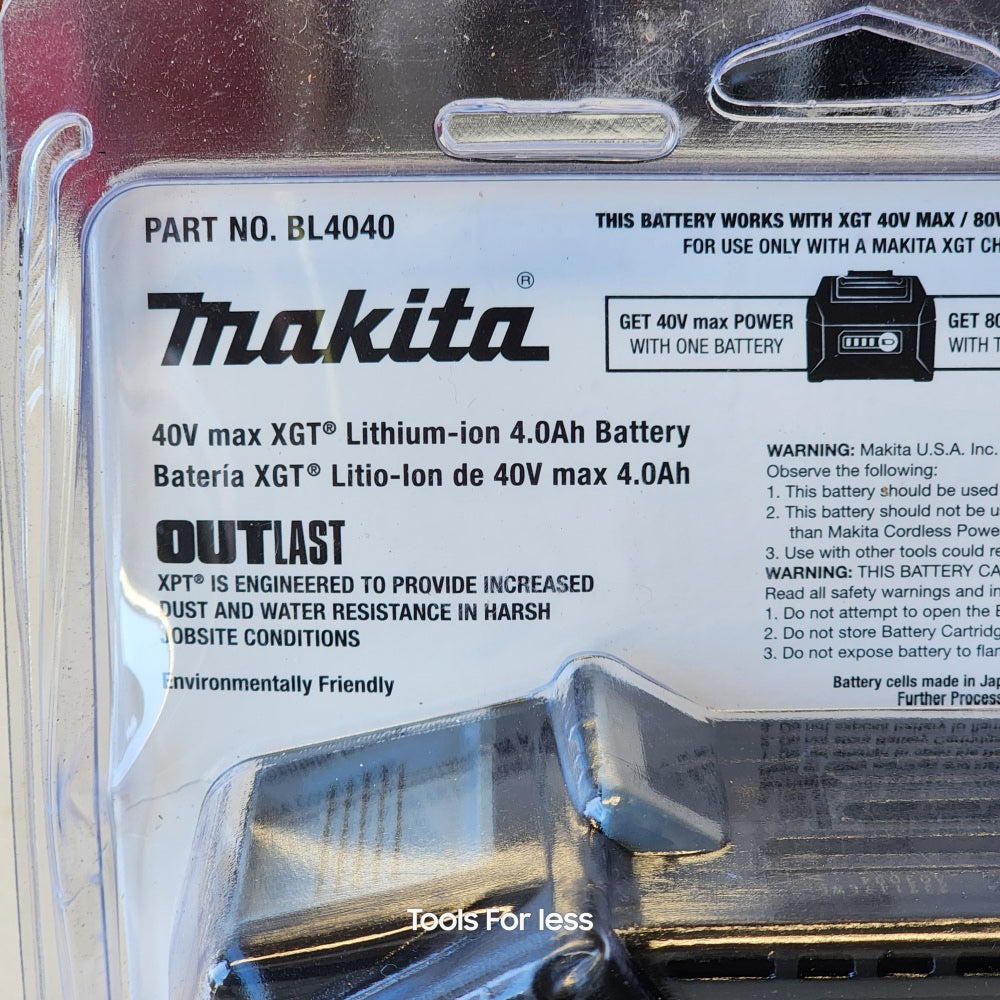 PART NO. BL4040
THIS BATTERY WORKS WITH XGT 40V MAX / 80V
FOR USE ONLY WITH A MAKITA XGT CH
makita®
GET 40V max POWER
WITH ONE BATTERY
GET 80
WITH T
40V max XGT® Lithium-ion 4.0Ah Battery
Batería XGT® Litio-Ion de 40V max 4.0Ah
OUTLAST
XPT® IS ENGINEERED TO PROVIDE INCREASED
DUST AND WATER RESISTANCE IN HARSH
JOBSITE CONDITIONS
Environmentally Friendly
WARNING: Makita U.S.A. Inc.
Observe the following:
1. This battery should be used
2. This battery should not be u
than Makita Cordless Powe
3. Use with other tools could re
WARNING: THIS BATTERY CA
Read all safety warnings and in
1. Do not attempt to open the B
2. Do not store Battery Cartridg
3. Do not expose battery to flam
Battery cells made in Jap
Further Process
Tools For less